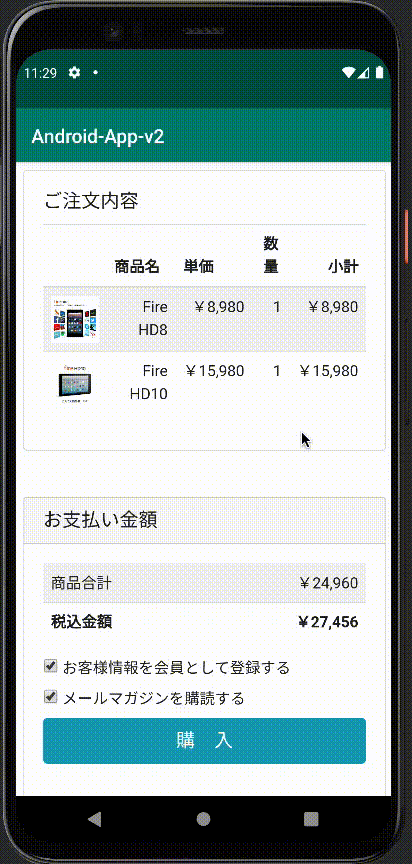 11:29
Android-App-v2
ご注文内容
商品名 単価 数量 小計
Fire HD8 ￥8,980 1 ￥8,980
Fire HD10 ￥15,980 1 ￥15,980
お支払い金額
商品合計 ￥24,960
税込金額 ￥27,456
お客様情報を会員として登録する
メールマガジンを購読する
購 入